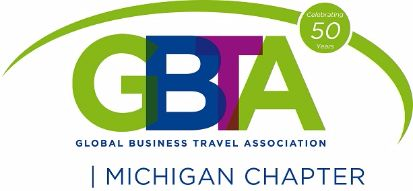 Celebrating
50
Years
GBTA
GLOBAL BUSINESS TRAVEL ASSOCIATION
| MICHIGAN CHAPTER